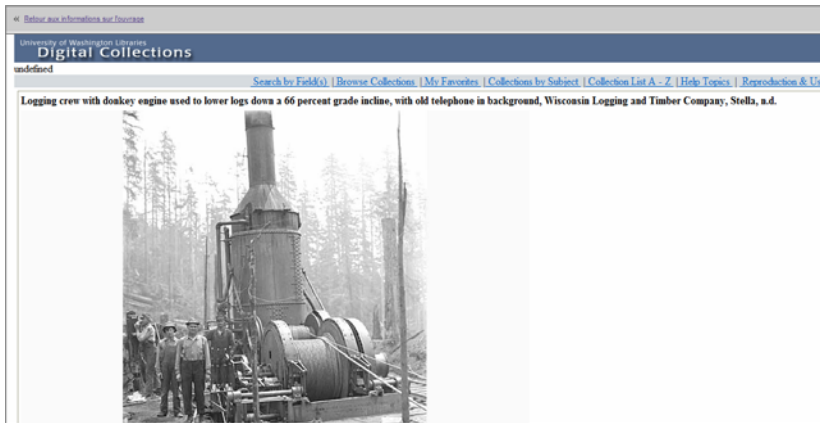 « Retour aux informations sur l'ouvrage
University of Washington Libraries
Digital Collections
undefined
Search by Field(s) | Browse Collections | My Favorites | Collections by Subject | Collection List A - Z | Help Topics | Reproduction & Us
Logging crew with donkey engine used to lower logs down a 66 percent grade incline, with old telephone in background, Wisconsin Logging and Timber Company, Stella, n.d.